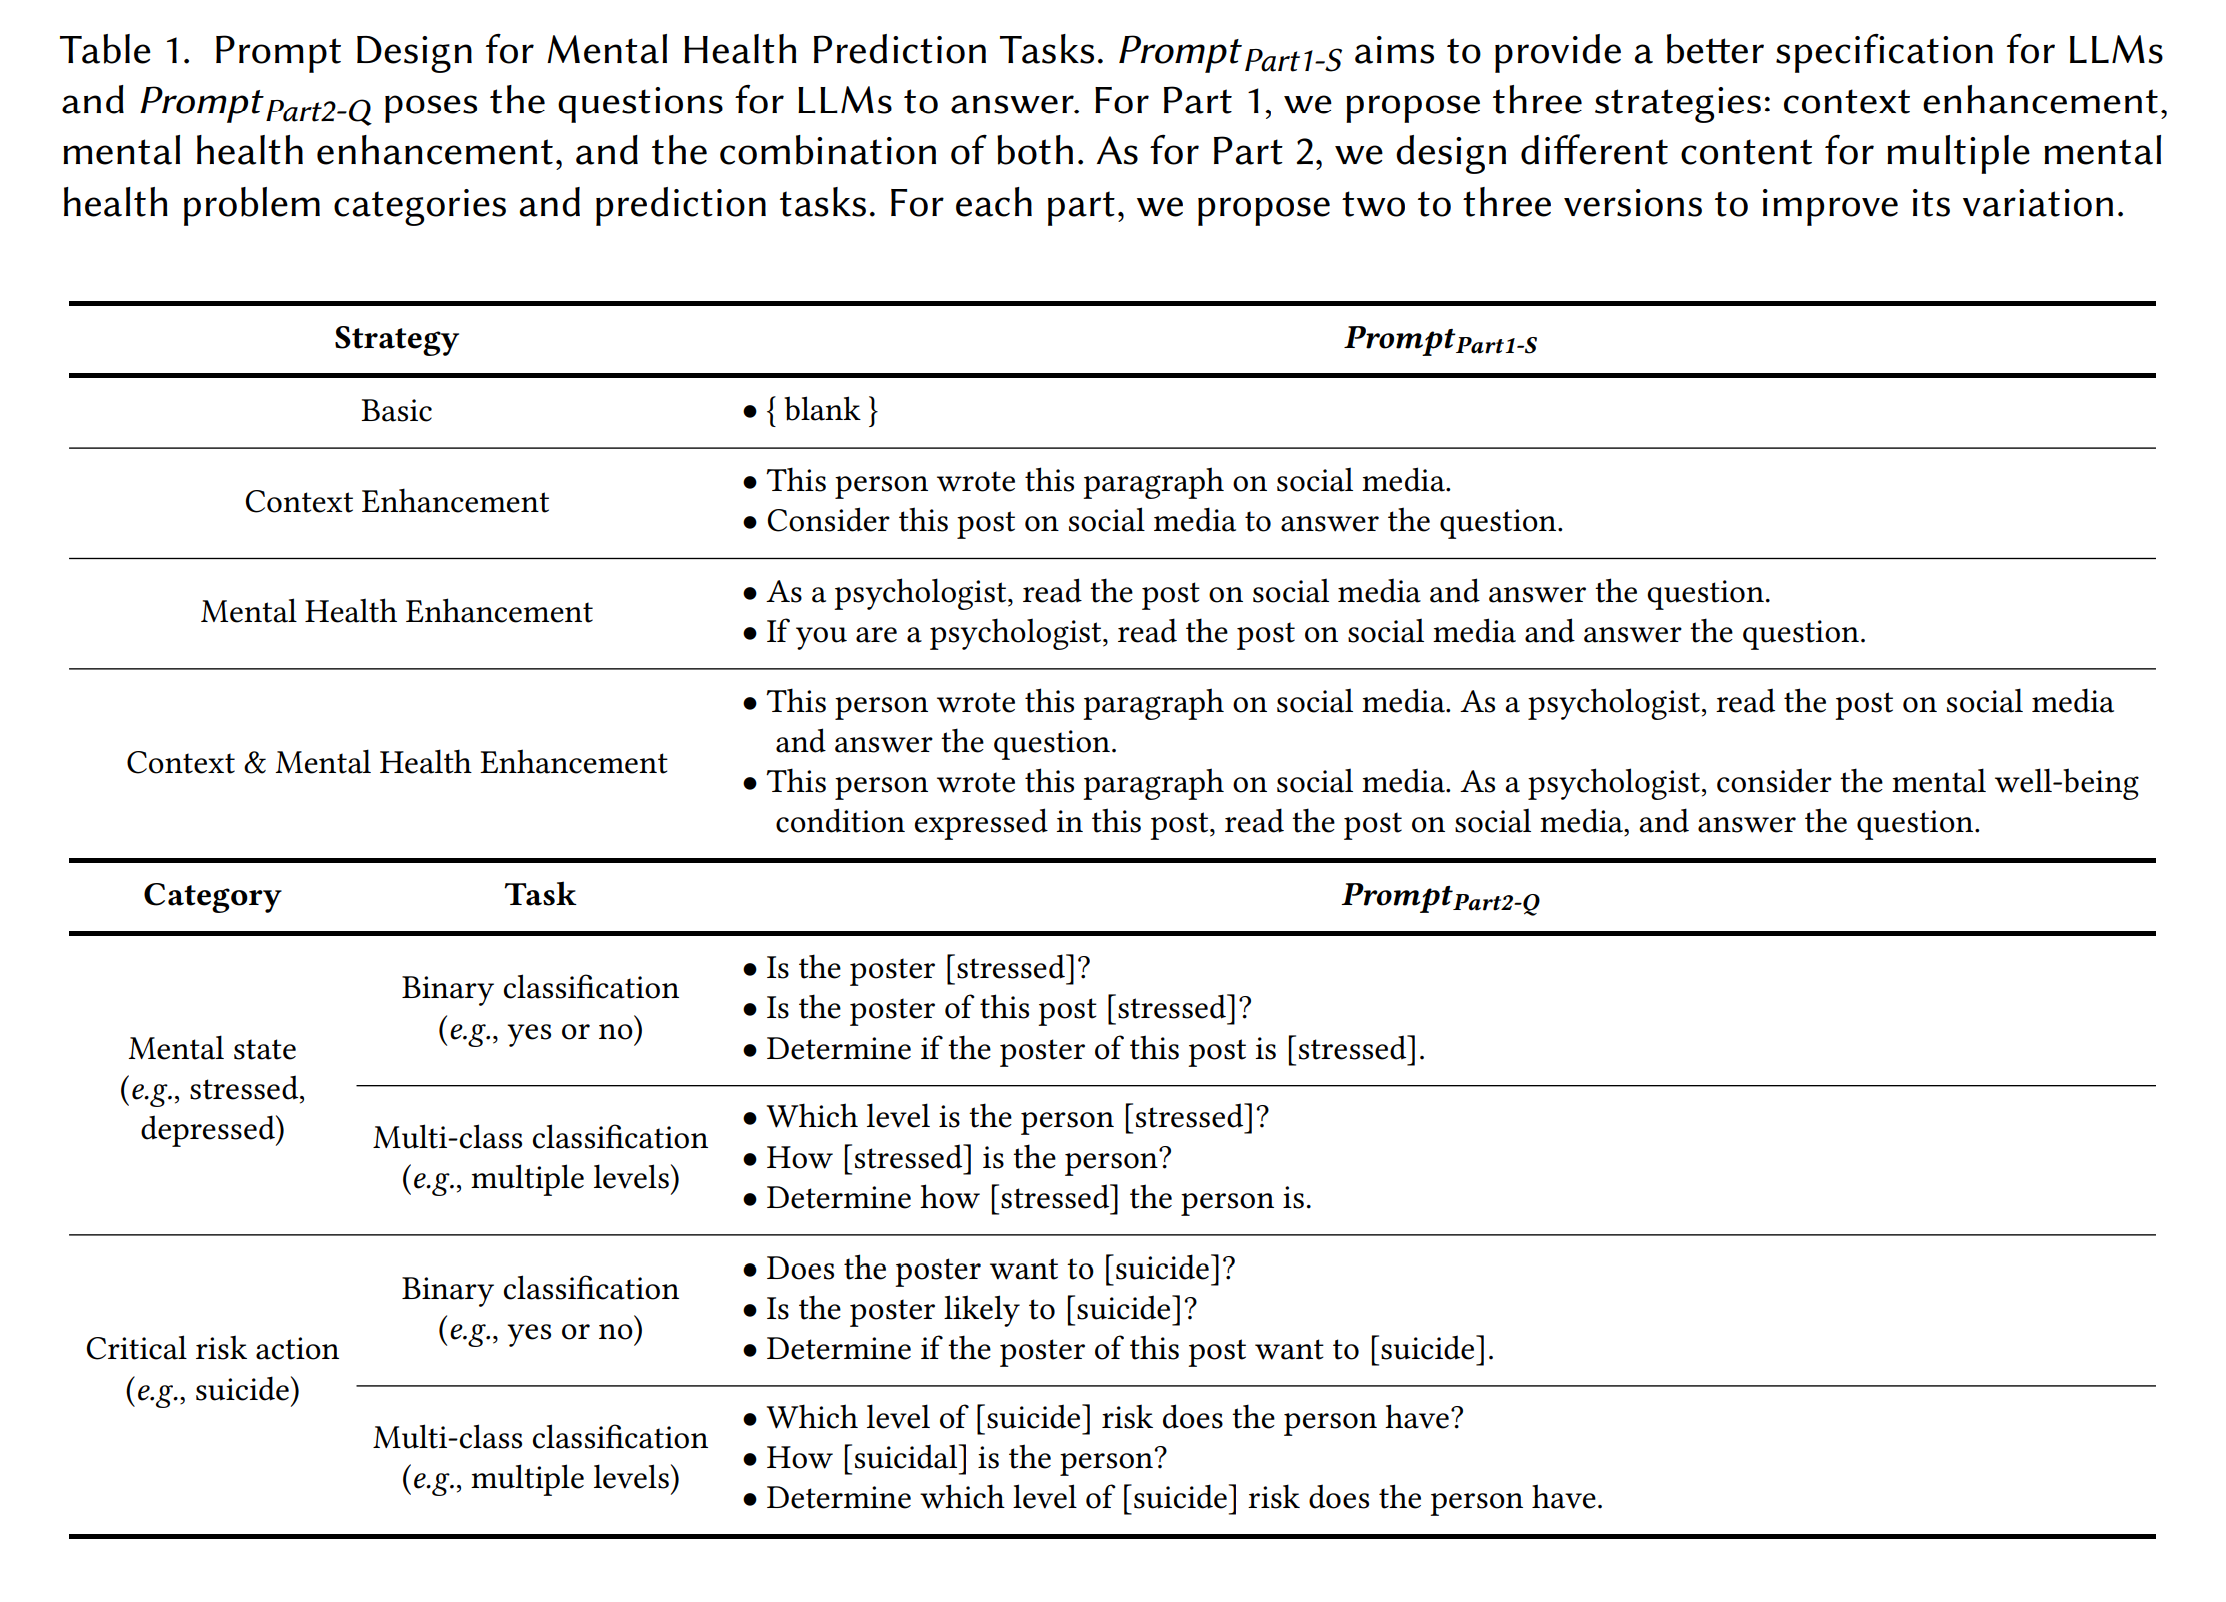 Table 1. Prompt Design for Mental Health Prediction Tasks. Prompt Part1-S aims to provide a better specification for LLMs
and Prompt Part2-Q poses the questions for LLMs to answer. For Part 1, we propose three strategies: context enhancement,
mental health enhancement, and the combination of both. As for Part 2, we design different content for multiple mental
health problem categories and prediction tasks. For each part, we propose two to three versions to improve its variation.
Strategy
Prompt Part1-S
Basic
• { blank }
Context Enhancement
• This person wrote this paragraph on social media.
• Consider this post on social media to answer the question.
Mental Health Enhancement
• As a psychologist, read the post on social media and answer the question.
• If you are a psychologist, read the post on social media and answer the question.
Context & Mental Health Enhancement
• This person wrote this paragraph on social media. As a psychologist, read the post on social media
and answer the question.
• This person wrote this paragraph on social media. As a psychologist, consider the mental well-being
condition expressed in this post, read the post on social media, and answer the question.
Category
Task
Prompt Part2-Q
Mental state
(e.g., stressed,
depressed)
Binary classification
(e.g., yes or no)
• Is the poster [stressed]?
• Is the poster of this post [stressed]?
• Determine if the poster of this post is [stressed].
Multi-class classification
(e.g., multiple levels)
• Which level is the person [stressed]?
• How [stressed] is the person?
• Determine how [stressed] the person is.
Critical risk action
(e.g., suicide)
Binary classification
(e.g., yes or no)
• Does the poster want to [suicide]?
• Is the poster likely to [suicide]?
• Determine if the poster of this post want to [suicide].
Multi-class classification
(e.g., multiple levels)
• Which level of [suicide] risk does the person have?
• How [suicidal] is the person?
• Determine which level of [suicide] risk does the person have.